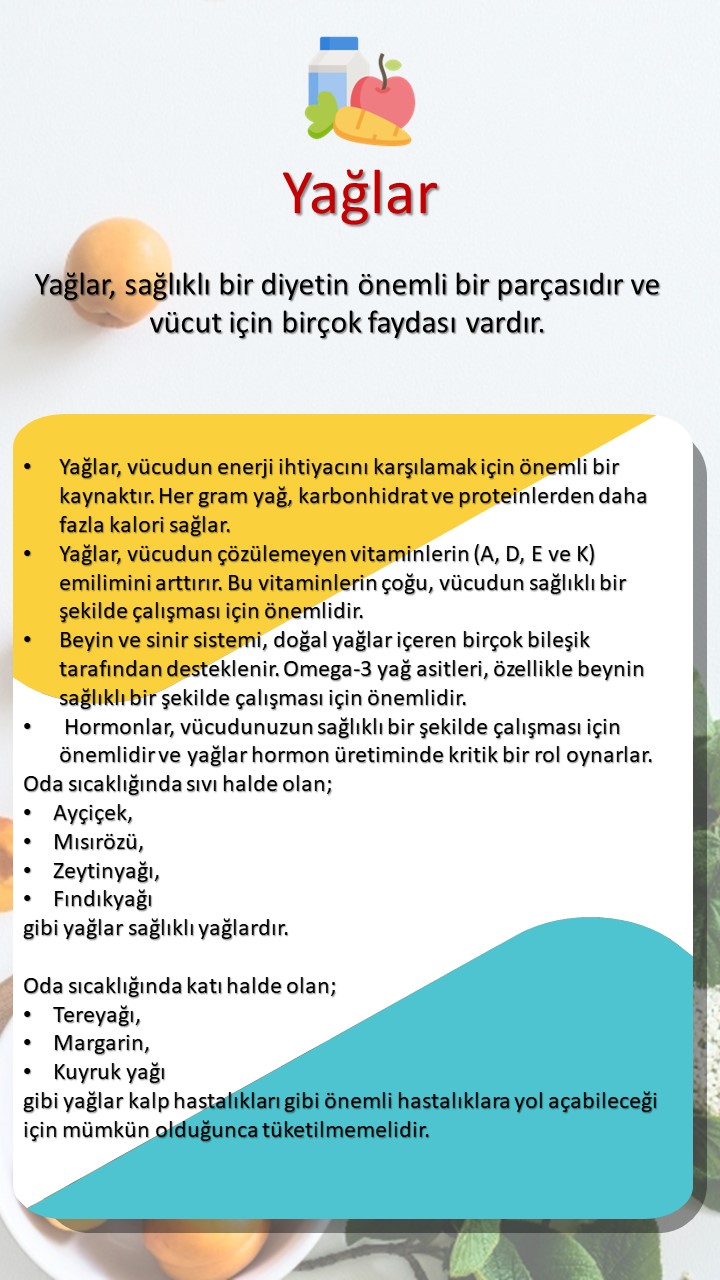 Yağlar
Yağlar, sağlıklı bir diyetin önemli bir parçasıdır ve
vücut için birçok faydası vardır.
• Yağlar, vücudun enerji ihtiyacını karşılamak için önemli bir
kaynaktır. Her gram yağ, karbonhidrat ve proteinlerden daha
fazla kalori sağlar.
• Yağlar, vücudun çözülemeyen vitaminlerin (A, D, E ve K)
emilimini arttırır. Bu vitaminlerin çoğu, vücudun sağlıklı bir
şekilde çalışması için önemlidir.
• Beyin ve sinir sistemi, doğal yağlar içeren birçok bileşik
tarafından desteklenir. Omega-3 yağ asitleri, özellikle beynin
sağlıklı bir şekilde çalışması için önemlidir.
• Hormonlar, vücudunuzun sağlıklı bir şekilde çalışması için
önemlidir ve yağlar hormon üretiminde kritik bir rol oynarlar.
Oda sıcaklığında sıvı halde olan;
• Ayçiçek,
• Mısırözü,
• Zeytinyağı,
• Fındıkyağı
gibi yağlar sağlıklı yağlardır.
Oda sıcaklığında katı halde olan;
• Tereyağı,
• Margarin,
• Kuyruk yağı
gibi yağlar kalp hastalıkları gibi önemli hastalıklara yol açabileceği
için mümkün olduğunca tüketilmemelidir.